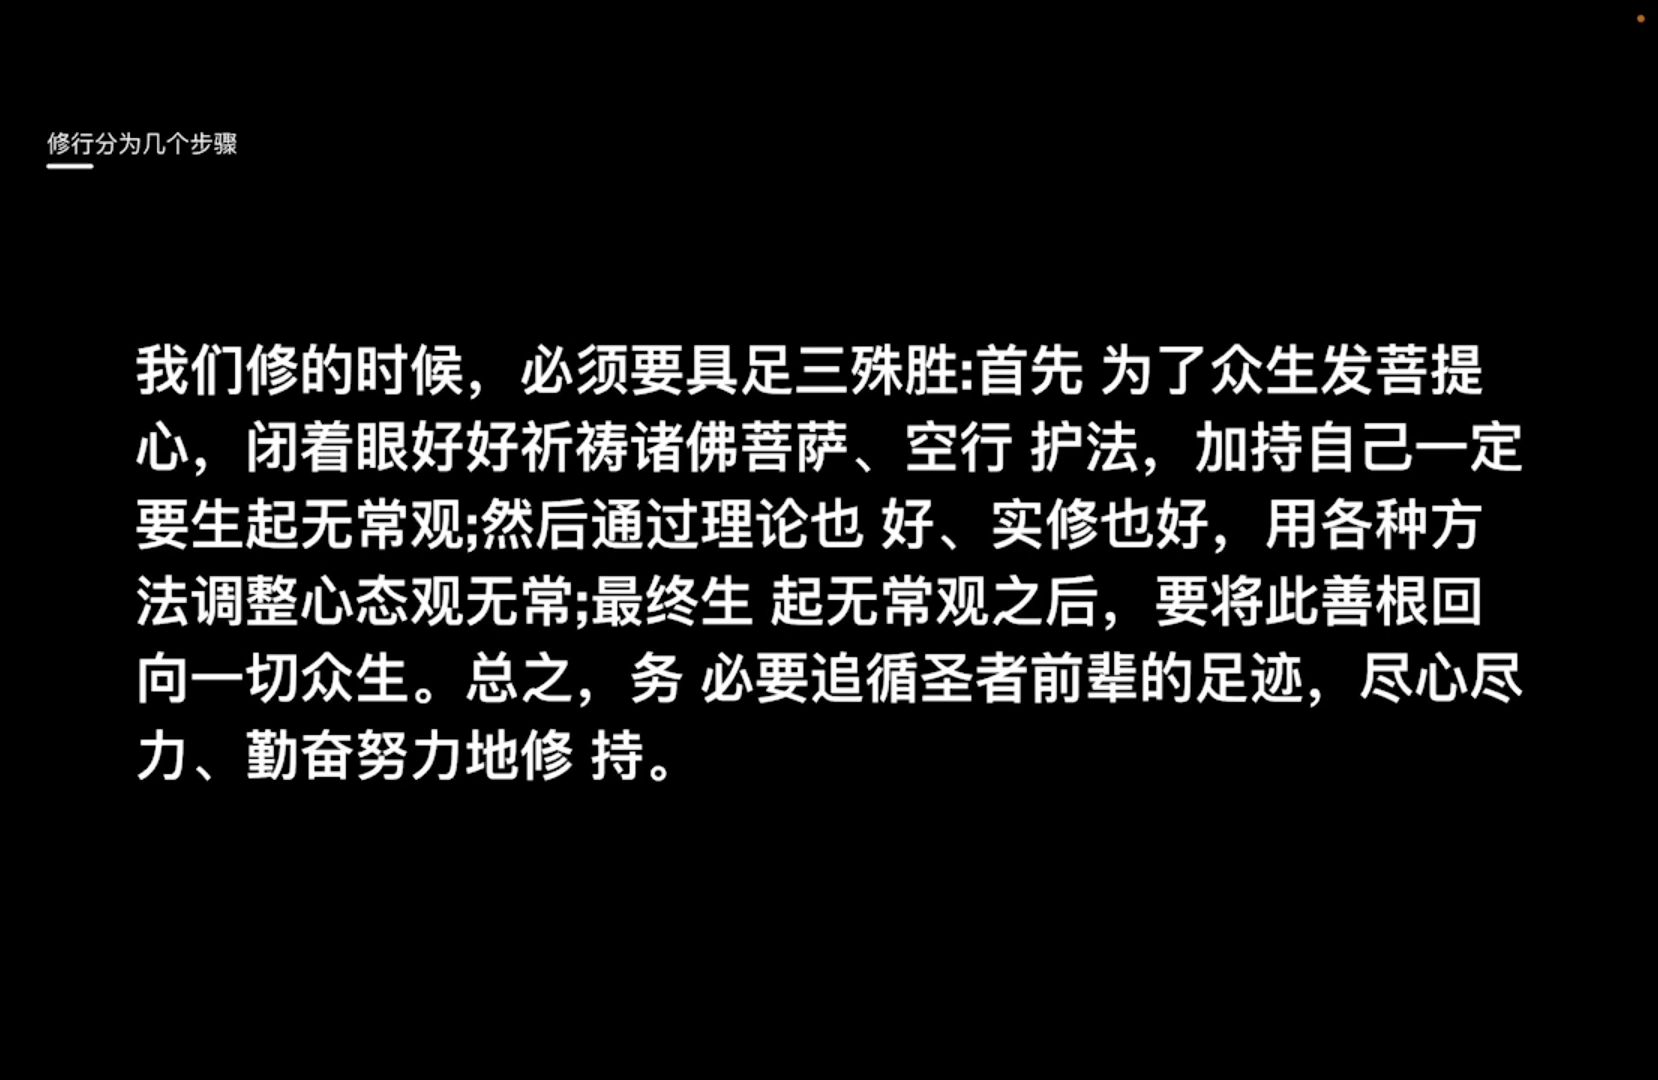 修行分为几个步骤
我们修的时候，必须要具足三殊胜:首先 为了众生发菩提
心，闭着眼好好祈祷诸佛菩萨、空行 护法，加持自己一定
要生起无常观;然后通过理论也 好、实修也好，用各种方
法调整心态观无常;最终生 起无常观之后，要将此善根回
向一切众生。总之，务 必要追循圣者前辈的足迹，尽心尽
力、勤奋努力地修 持。